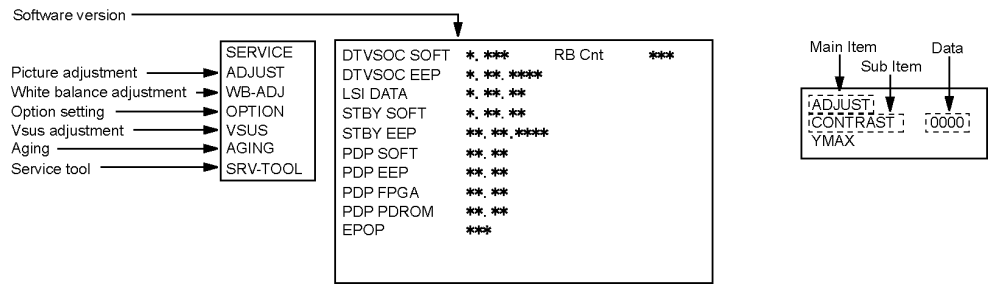 Software version
Picture adjustment
White balance adjustment
Option setting
Vsus adjustment
Aging
Service tool
SERVICE
ADJUST
WB-ADJ
OPTION
VSUS
AGING
SRV-TOOL
DTVSOC SOFT *. *** RB Cnt ***
DTVSOC EEP *. **. ****
LSI DATA *. **. **
STBY SOFT *. **. **
STBY EEP **. **. ****
PDP SOFT **. **
PDP EEP **. **
PDP FPGA **. **
PDP PDROM **. **
EPOP ***
Main Item
Sub Item
Data
ADJUST
CONTRAST 0000
YMAX